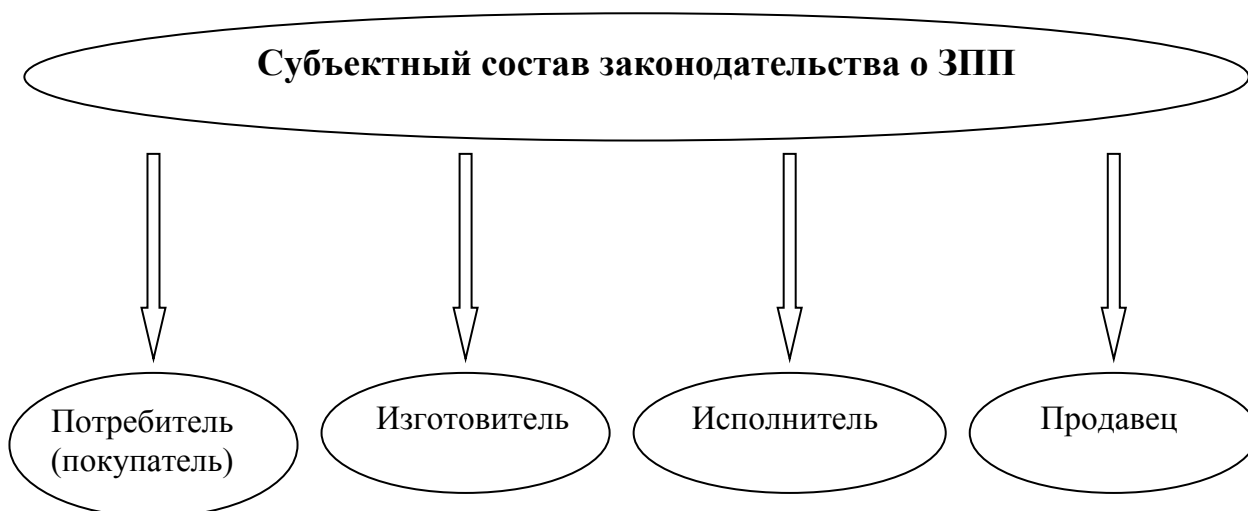 Субъектный состав законодательства о ЗПП
Потребитель
(покупатель)
Изготовитель
Исполнитель
Продавец